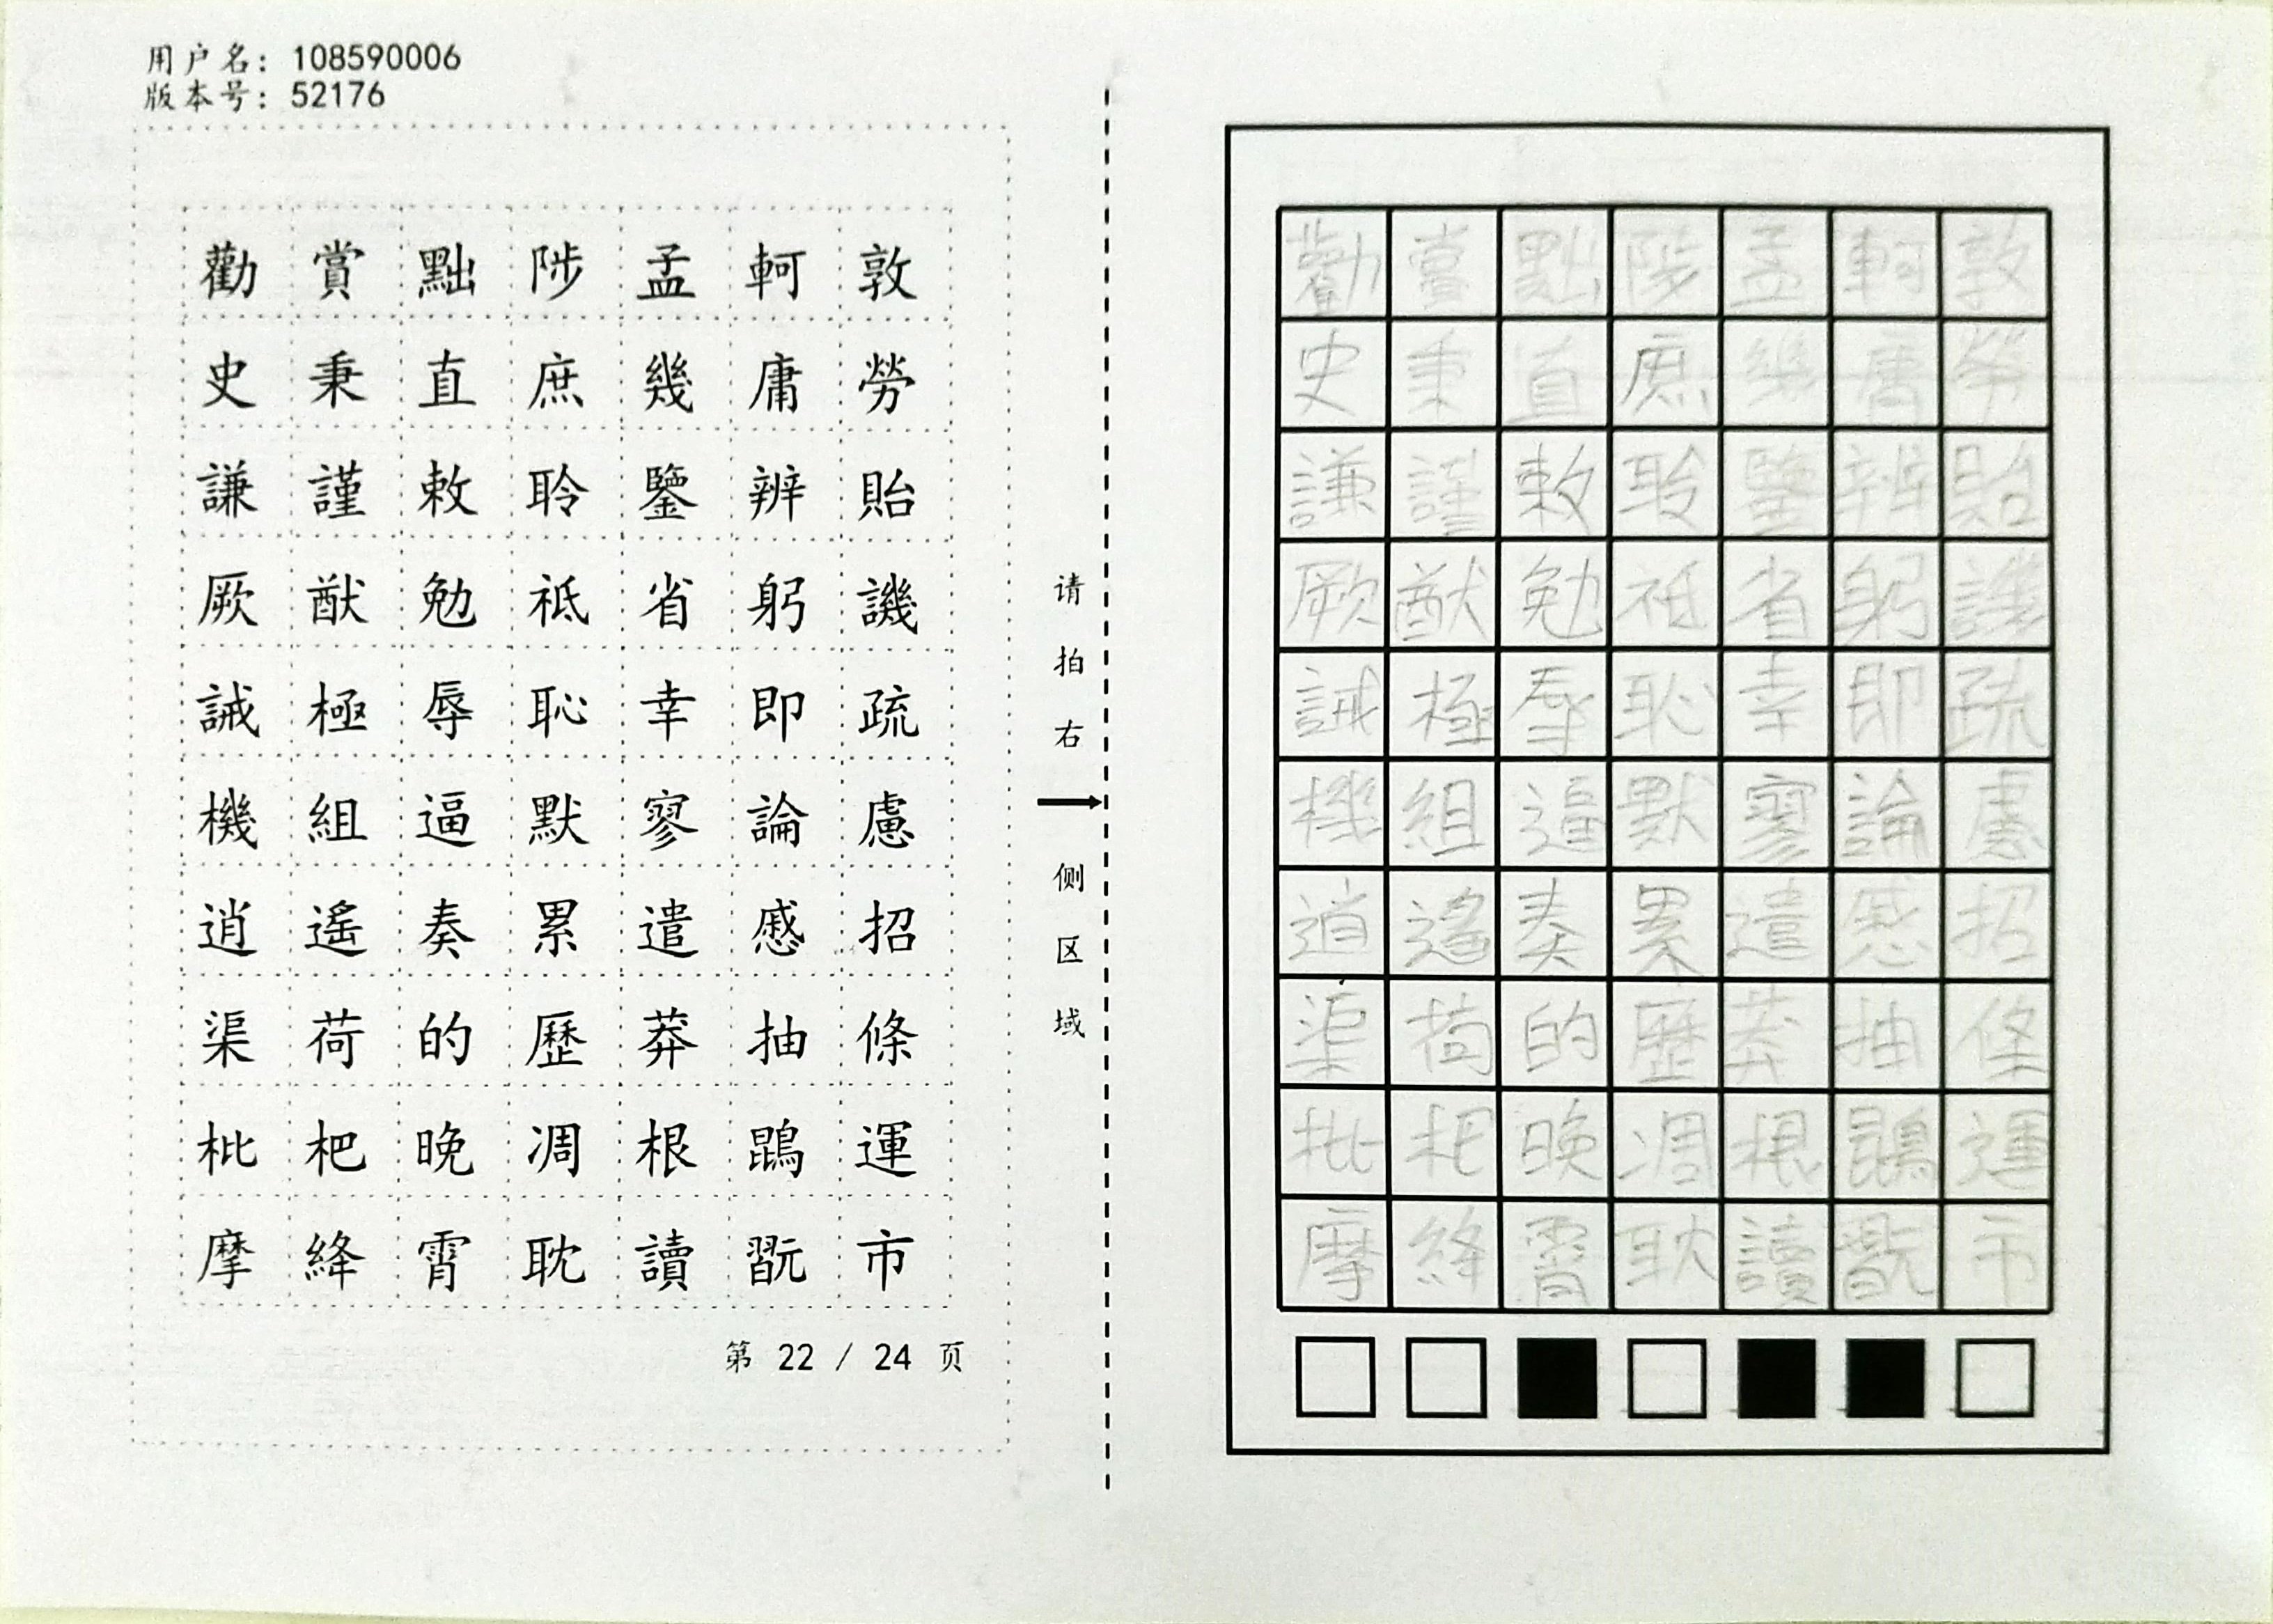 用户名: 108590006
版本号: 52176
勸賞黜陟孟軻敦
史秉直庶幾庸勞
謙謹敕聆鑒辨貽
厥猷勉祗省躬譏
誡極辱恥幸即疏
機組逼默寥論慮
逍遙奏累遣慼招
渠荷的歷莽抽條
枇杷晚凋根鵾運
摩絳霄耽讀翫市
第 22 / 24 页
请拍右侧区域
勸賞黜陟孟軻敦
史秉直庶幾庸勞
謙謹敕聆鑒辨貽
厥猷勉祗省躬譏
誡極辱恥幸即疏
機組逼默寥論慮
逍遙奏累遣慼招
渠荷的歷莽抽條
枇杷晚凋根鵾運
摩絳霄耽讀翫市